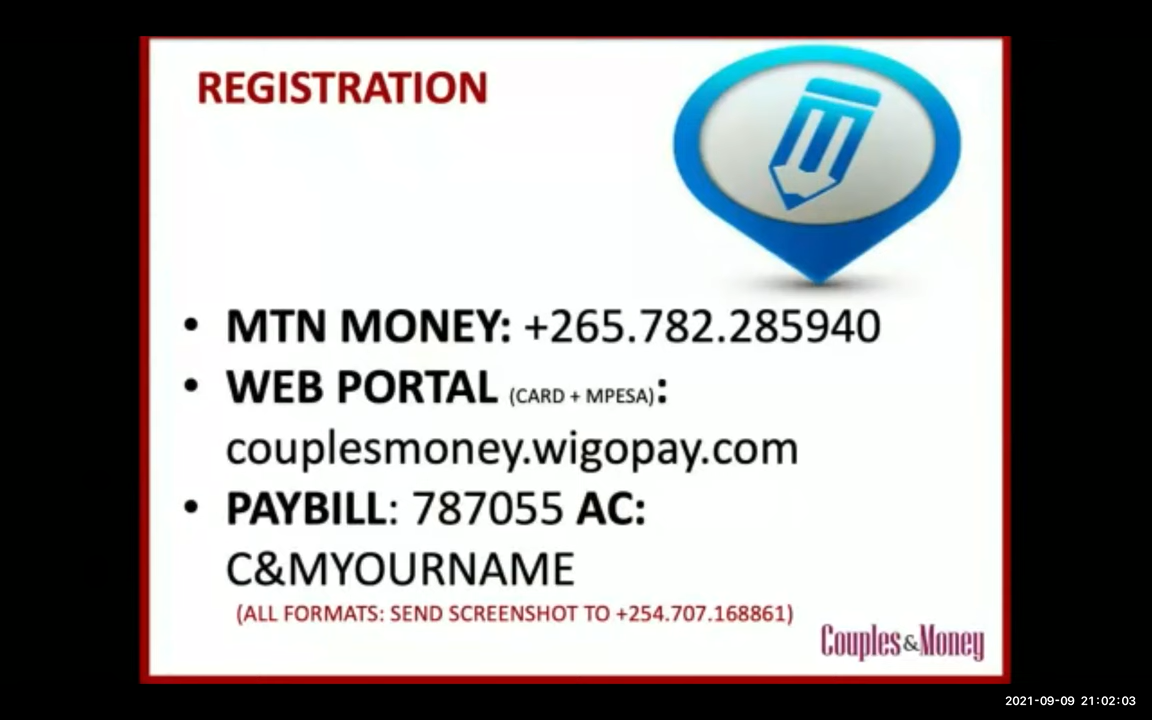 REGISTRATION
• MTN MONEY: +265.782.285940
• WEB PORTAL (CARD + MPESA):
couplesmoney.wigopay.com
• PAYBILL: 787055 AC:
C&MYOURNAME
(ALL FORMATS: SEND SCREENSHOT TO +254.707.168861)
Couples&Money
2021-09-09 21:02:03